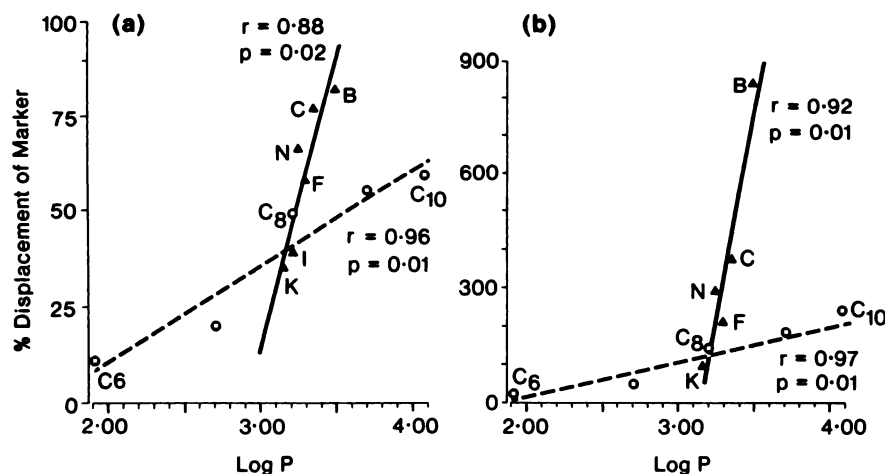 (a)
r = 0·88
p = 0·02
% Displacement of Marker
100
75
50
25
0
B
C
N
F
C8
I
K
r = 0·96
p = 0·01
C10
C6
2·00 3·00 4·00
Log P
(b)
900
600
300
0
B
r = 0·92
p = 0·01
C
N
F
C8
K
C10
C6
r = 0·97
p = 0·01
2·00 3·00 4·00
Log P